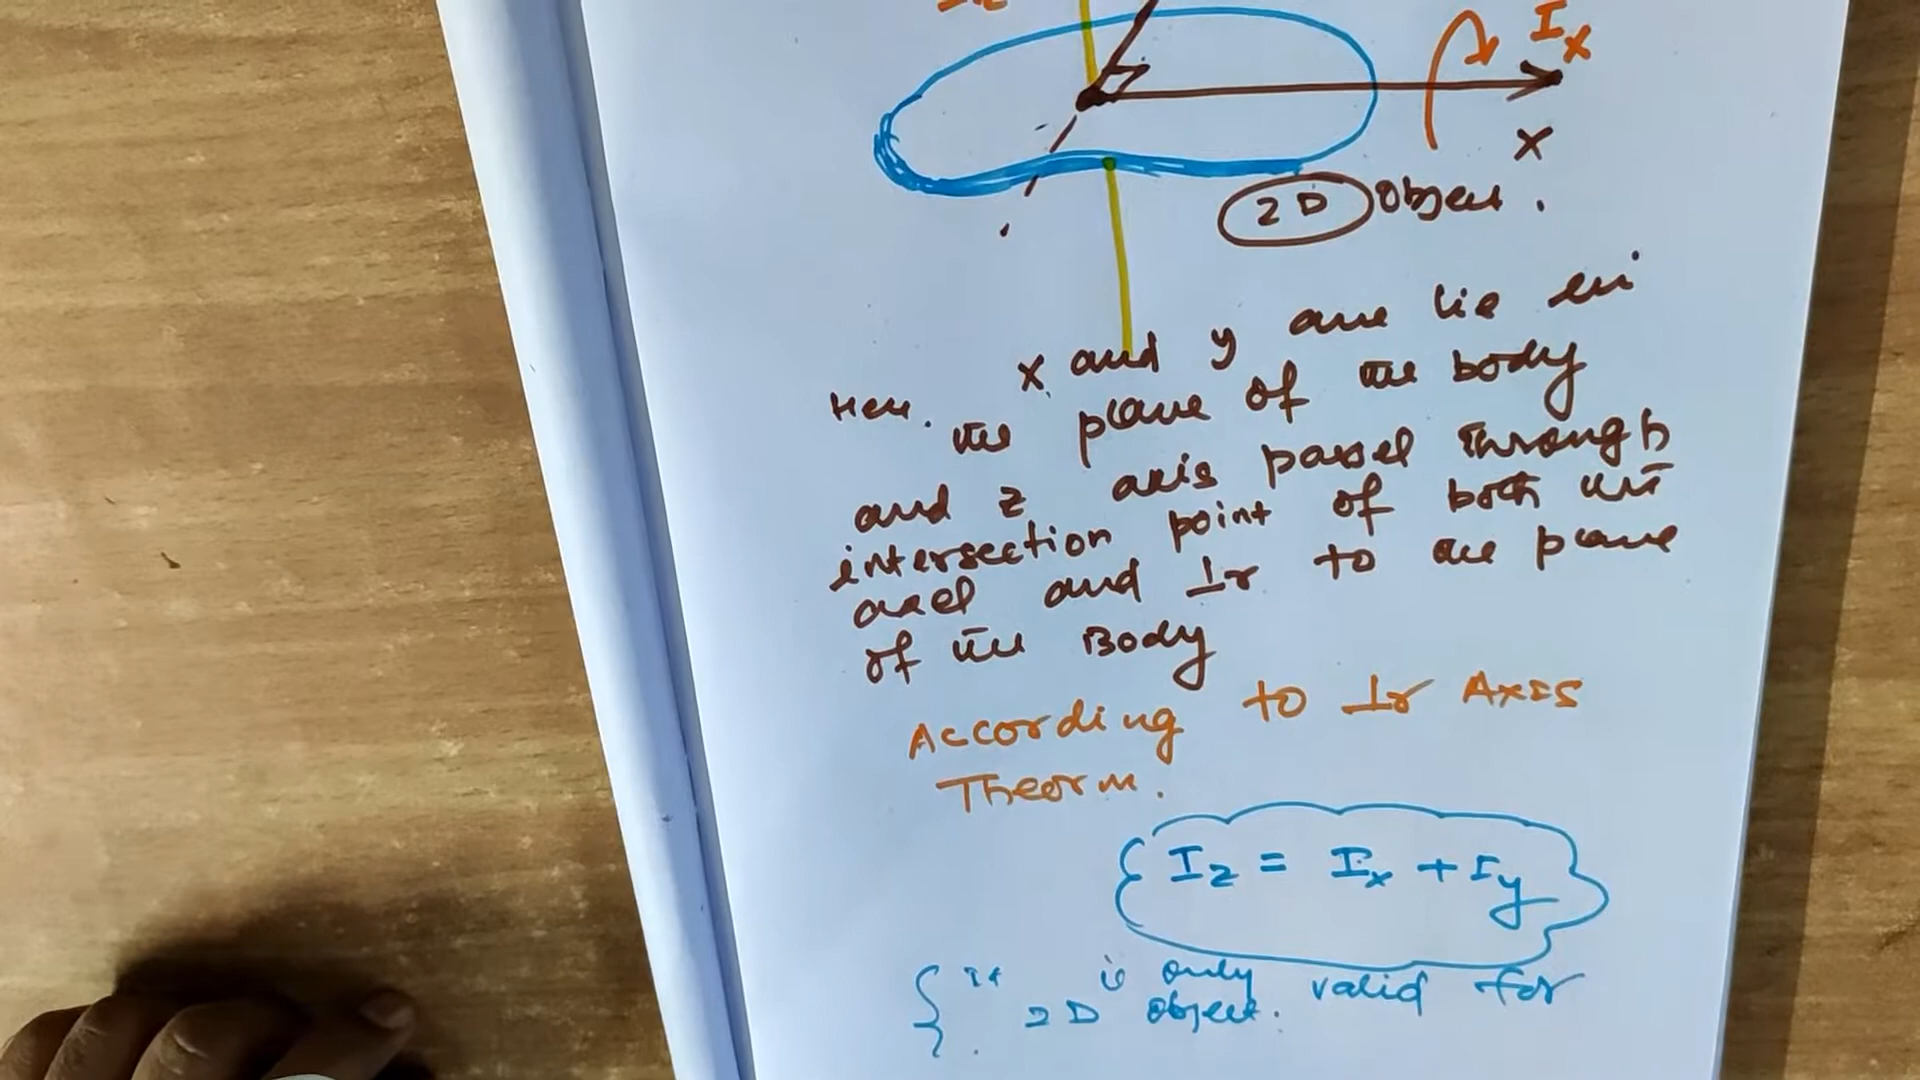 Ix
x
2D Object.
Here. x and y are lie in
the plane of the body
and z axis passes through
intersection point of both the
axes and ⊥r to the plane
of the Body
According to ⊥r Axis
Theorm.
Iz = Ix + Iy
{ It is only valid for
2D object.